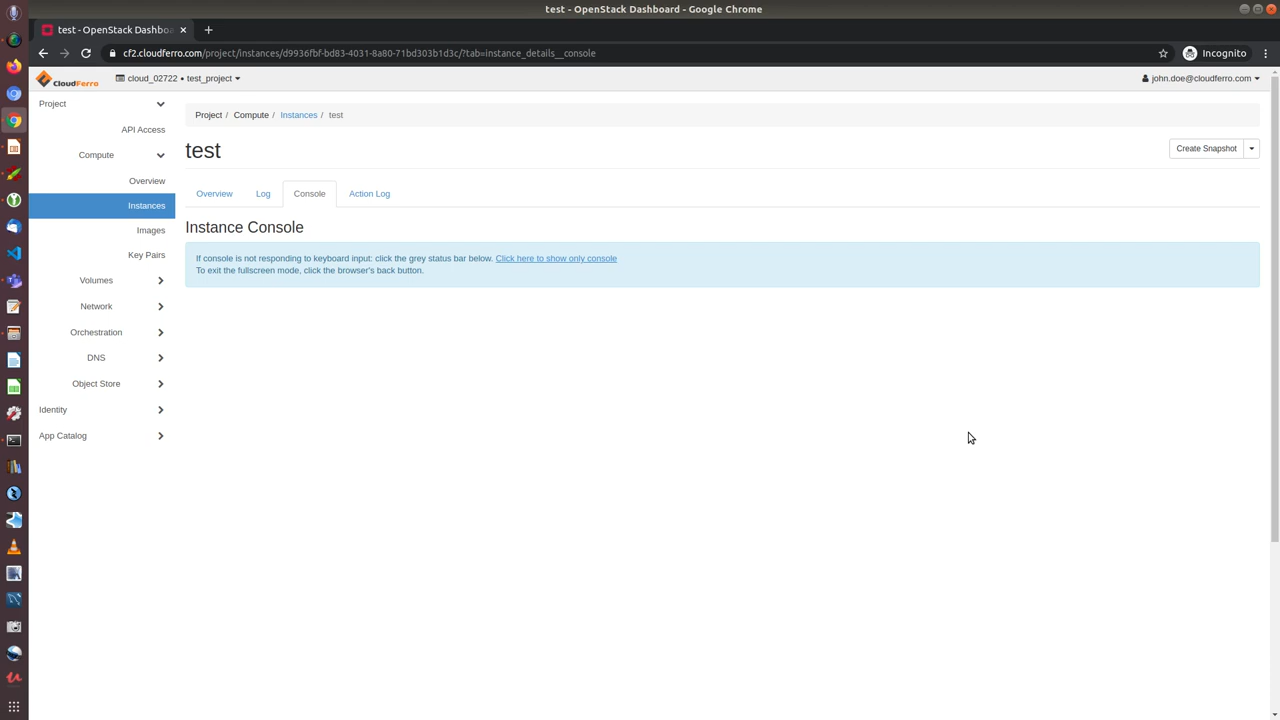 test - OpenStack Dashboard - Google Chrome
test - OpenStack Dashbo
cf2.cloudferro.com/project/instances/d9936fbf-bd83-4031-8a80-71bd303b1d3c/?tab=instance_details__console
Incognito
CloudFerro
cloud_02722 • test_project
john.doe@cloudferro.com
Project
API Access
Compute
Overview
Instances
Images
Key Pairs
Volumes
Network
Orchestration
DNS
Object Store
Identity
App Catalog
Project / Compute / Instances / test
test
Create Snapshot
Overview Log Console Action Log
Instance Console
If console is not responding to keyboard input: click the grey status bar below. Click here to show only console
To exit the fullscreen mode, click the browser's back button.